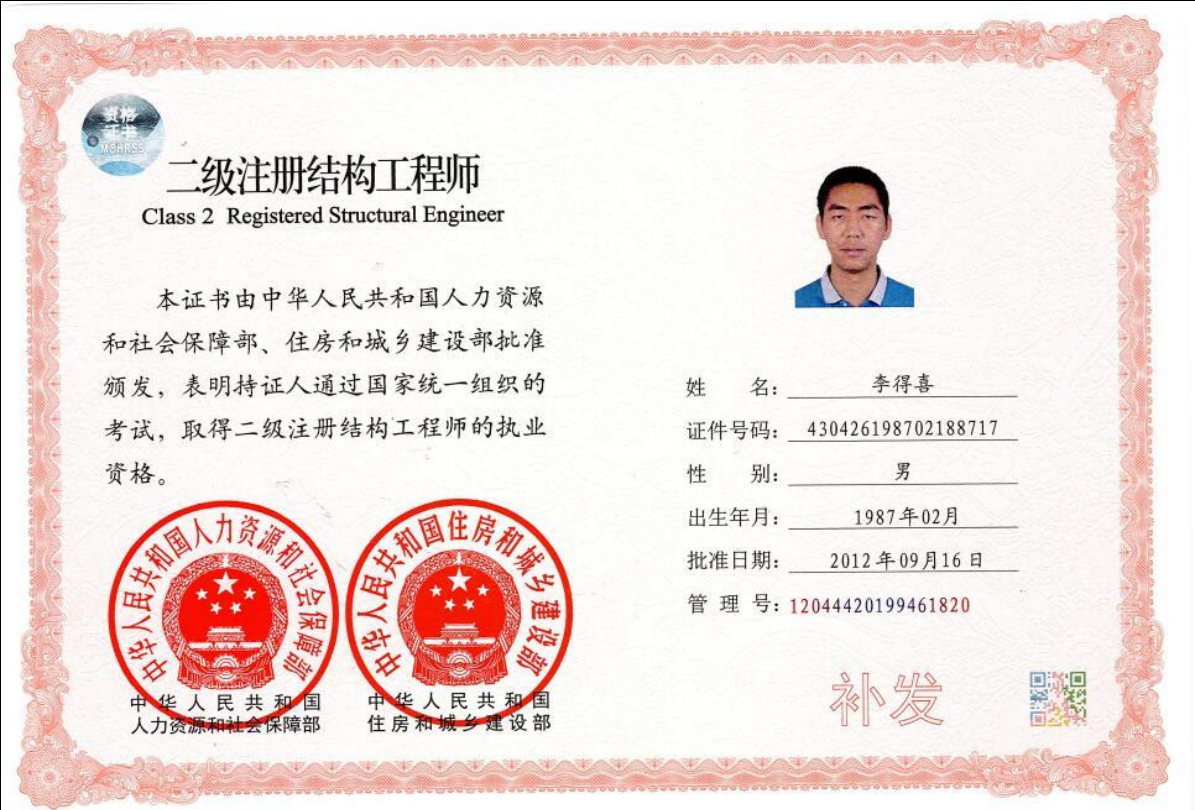 资格
证书
MOHRSS
二级注册结构工程师
Class 2 Registered Structural Engineer
本证书由中华人民共和国人力资源
和社会保障部、住房和城乡建设部批准
颁发，表明持证人通过国家统一组织的
考试，取得二级注册结构工程师的执业
资格。
中华人民共和国人力资源和社会保障部
中华人民共和国住房和城乡建设部
中华人民共和国
人力资源和社会保障部
中华人民共和国
住房和城乡建设部
姓 名：李得喜
证件号码：430426198702188717
性 别：男
出生年月：1987年02月
批准日期：2012年09月16日
管 理 号：12044420199461820
补发